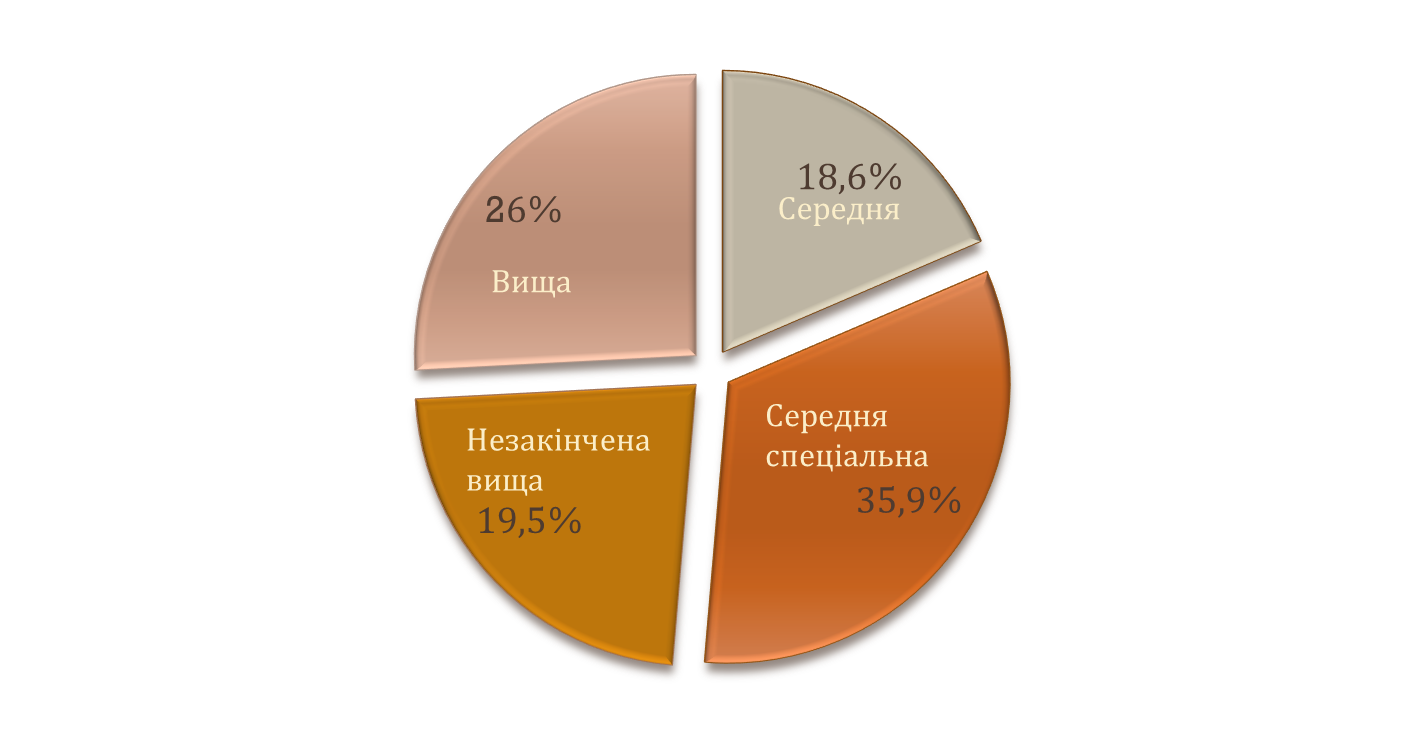 18,6%
Середня
26%
Вища
Середня
спеціальна
35,9%
Незакінчена
вища
19,5%